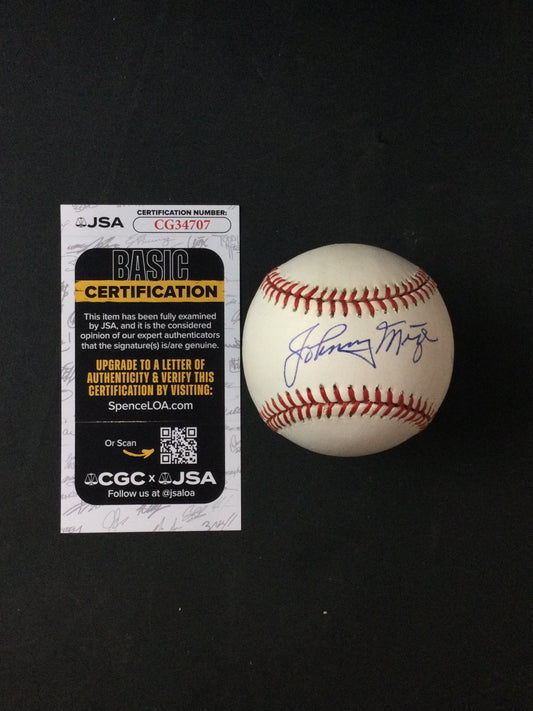 JSA
CERTIFICATION NUMBER:
CG34707
BASIC
CERTIFICATION
This item has been fully examined
by JSA, and it is the considered
opinion of our expert authenticators
that the signature(s) is/are genuine.
UPGRADE TO A LETTER OF
AUTHENTICITY & VERIFY THIS
CERTIFICATION BY VISITING:
SpenceLOA.com
Or Scan
CGC x JSA
Follow us at @jsaloa
Johnny Mize